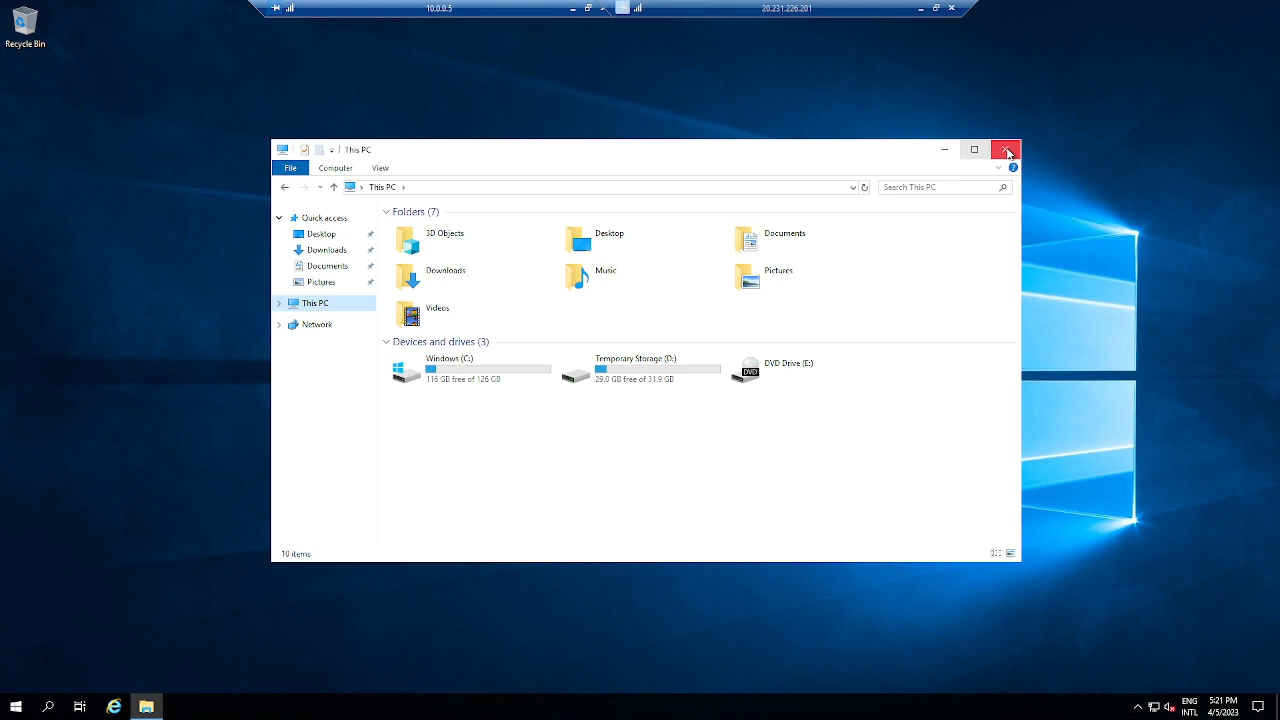 10.0.0.5
20.231.226.201
Recycle Bin
This PC
File
Computer
View
This PC
Search This PC
Quick access
Desktop
Downloads
Documents
Pictures
This PC
Network
Folders (7)
3D Objects
Desktop
Documents
Downloads
Music
Pictures
Videos
Devices and drives (3)
Windows (C:)
116 GB free of 126 GB
Temporary Storage (D:)
29.0 GB free of 31.9 GB
DVD
DVD Drive (E:)
10 items
ENG
INTL
5:21 PM
4/5/2023